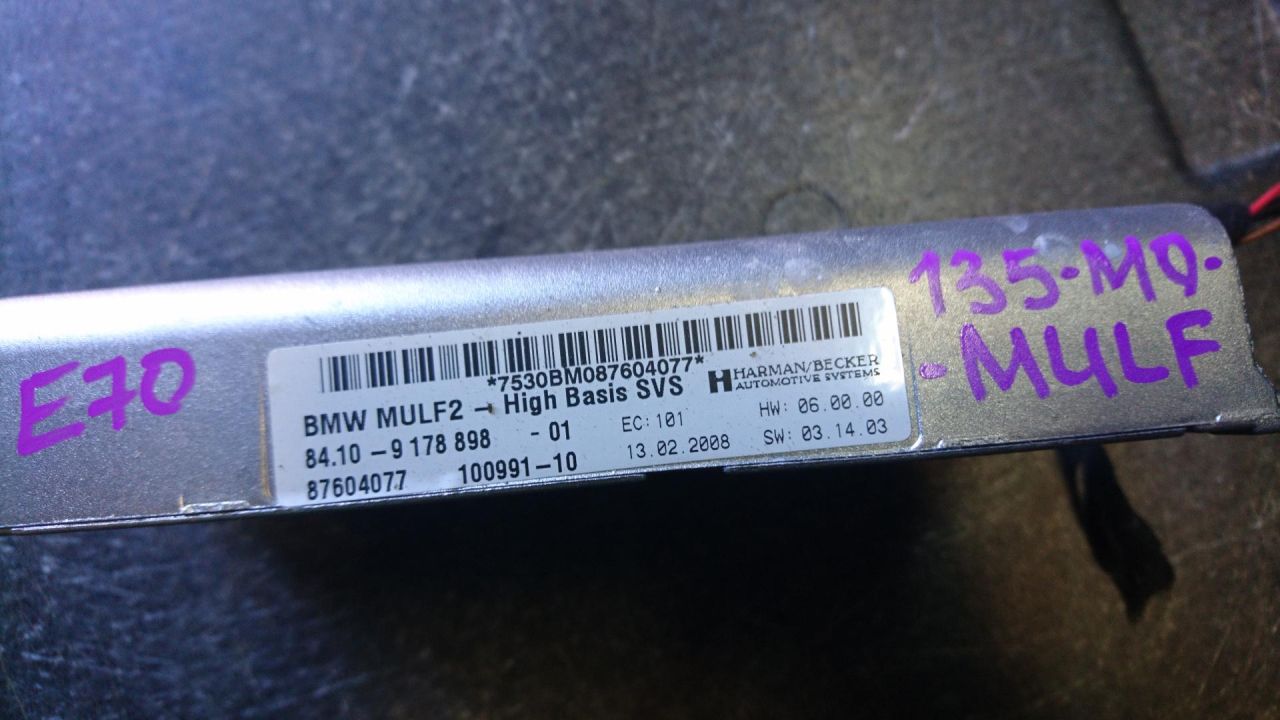 E70
*7530BM087604077*
BMW MULF2 - High Basis SVS
HARMAN/BECKER
AUTOMOTIVE SYSTEMS
84.10 - 9 178 898 - 01
EC: 101
HW: 06.00.00
87604077
100991-10
13.02.2008
SW: 03.14.03
135-MQ-
-MULF